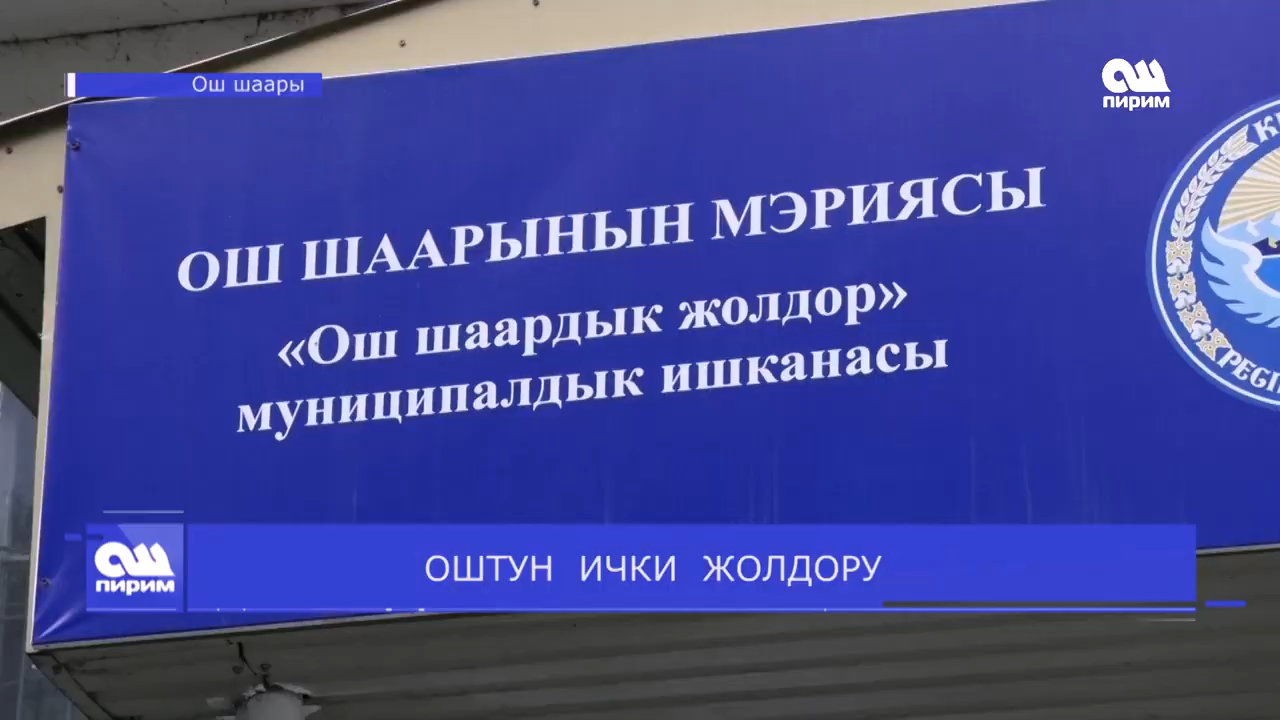 Ош шаары
ОШ
ПИРИМ
ОШ ШААРЫНЫН МЭРИЯСЫ
«Ош шаардык жолдор»
муниципалдык ишканасы
ОШ
ПИРИМ
ОШТУН ИЧКИ ЖОЛДОРУ